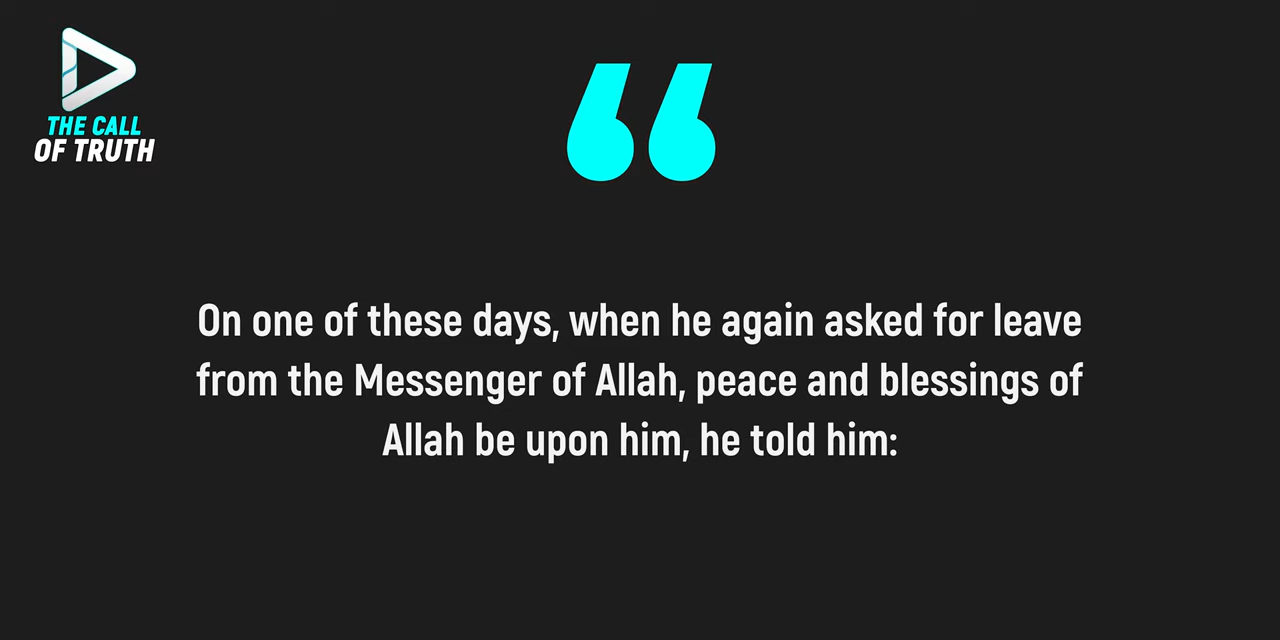 THE CALL
OF TRUTH
“
On one of these days, when he again asked for leave
from the Messenger of Allah, peace and blessings of
Allah be upon him, he told him: